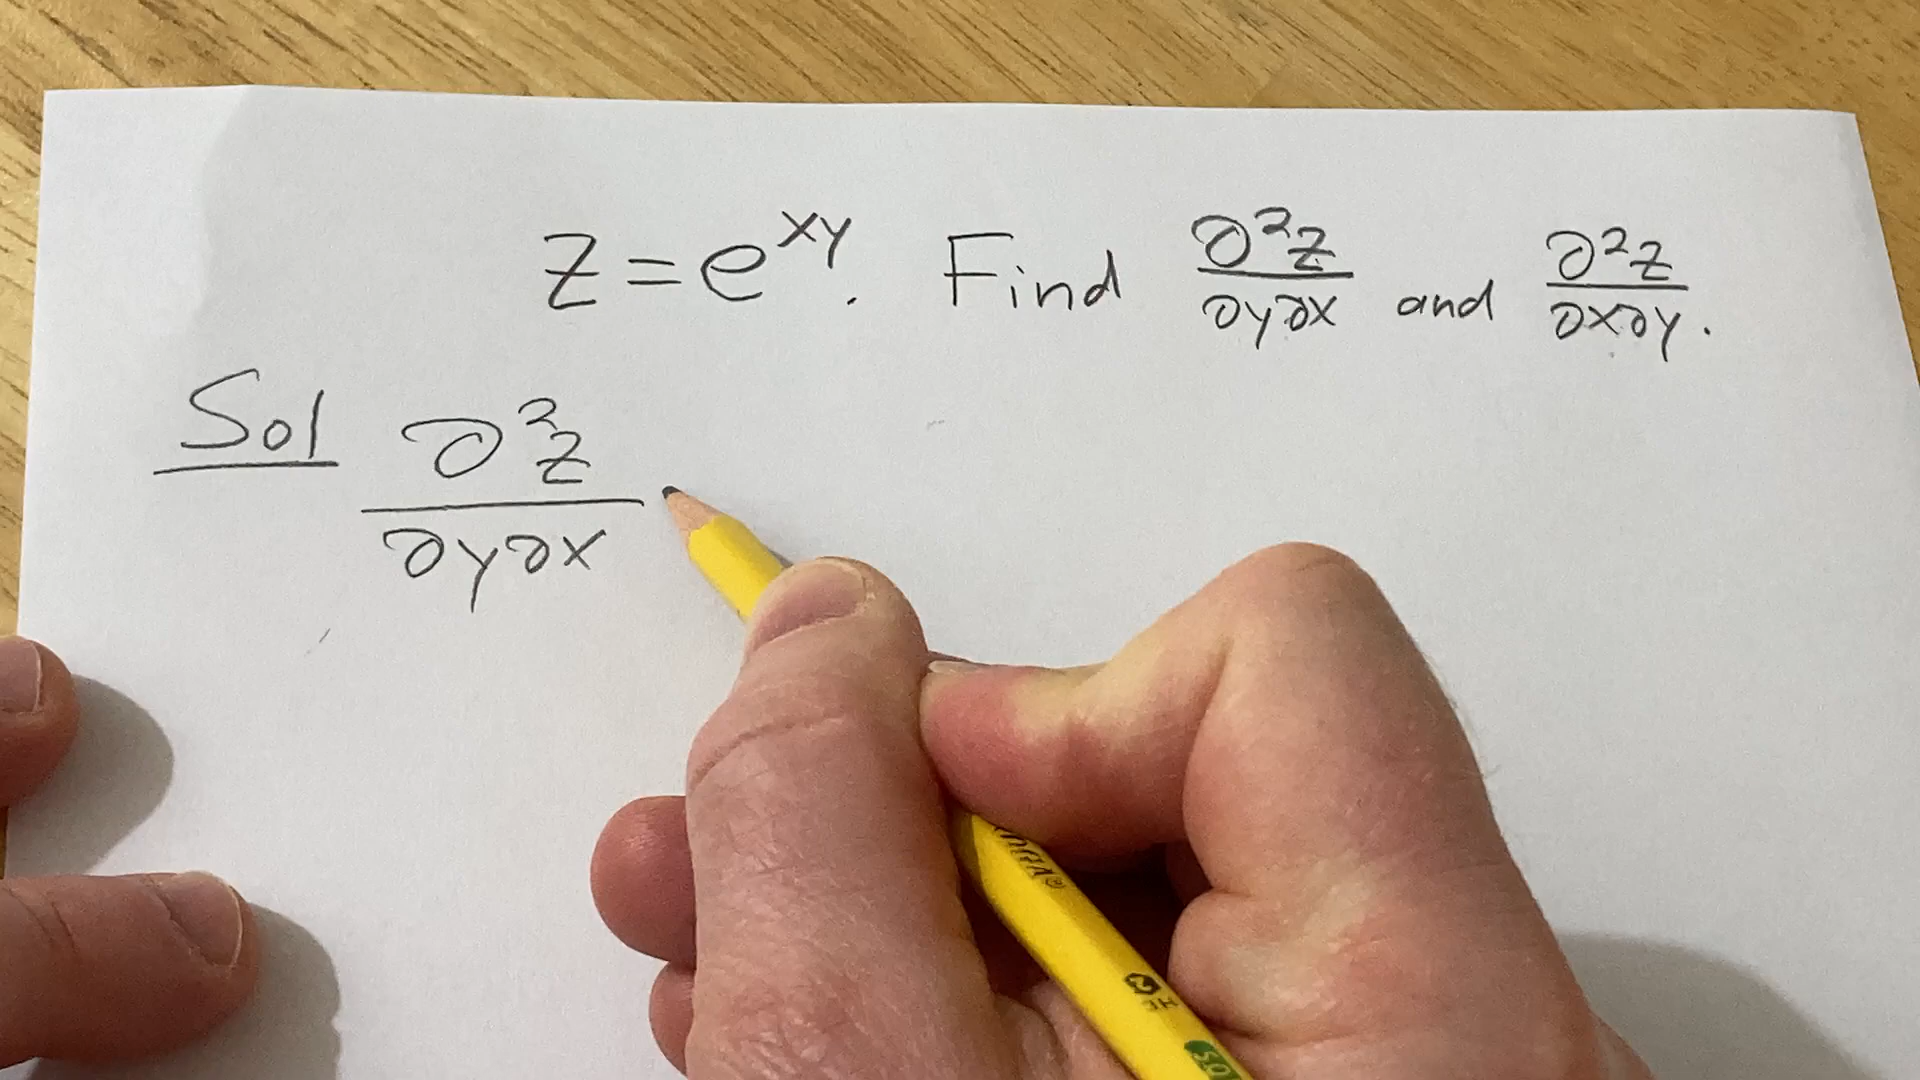 z = e^{xy}. Find ∂²z/∂y∂x and ∂²z/∂x∂y.
Sol ∂²z/∂y∂x